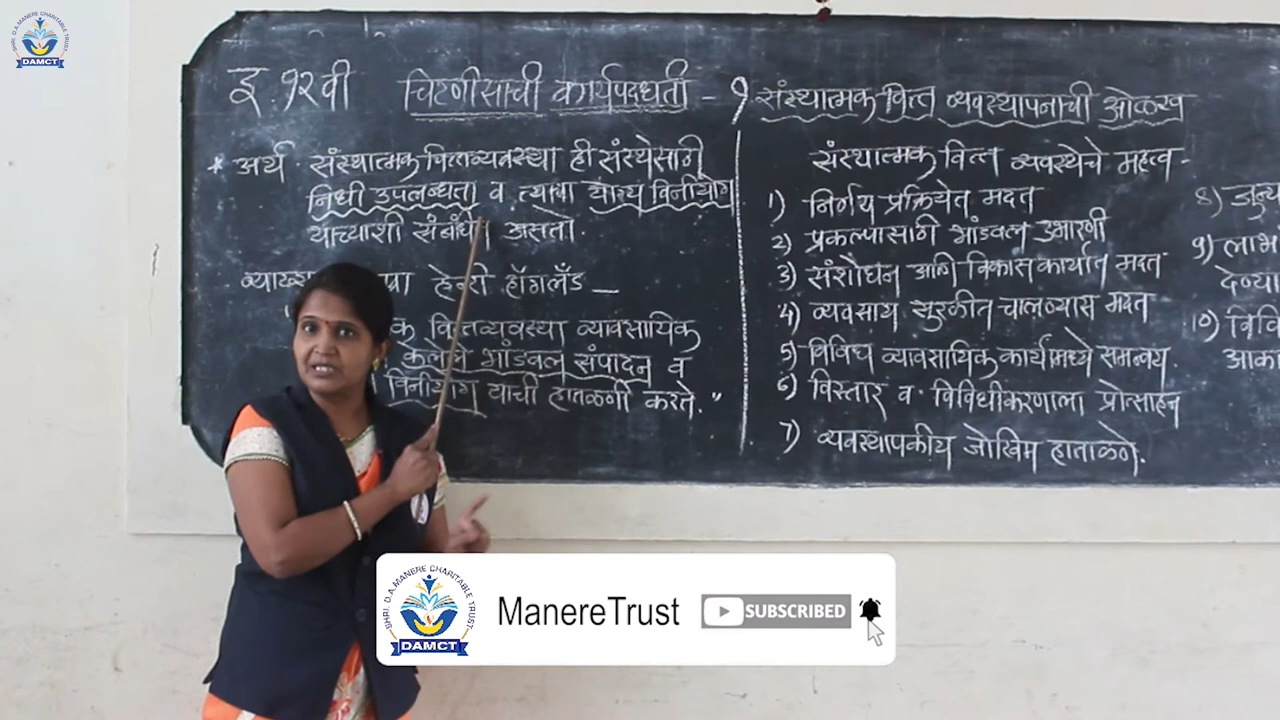 SHRI. D.A.MANERE CHARITABLE TRUST.
DAMCT
इ. १२वी चिटणीसाची कार्यपद्धती - १. संस्थात्मक वित्त व्यवस्थापनाची ओळख
* अर्थ - संस्थात्मक वित्तव्यवस्था ही संस्थेसाठी
निधी उपलब्धता व त्याचा योग्य विनीयोग
याच्याशी संबंधीत असतो.
हेन्री हॉगलँड _
वित्तव्यवस्था व्यावसायिक
भांडवल संपादन व
विनीयोग याची हाताळणी करते."
संस्थात्मक वित्त व्यवस्थेचे महत्व -
१) निर्णय प्रक्रियेत मदत
२) प्रकल्पासाठी भांडवल उभारणी
३) संशोधन आणि विकास कार्यात मदत
४) व्यवसाय सुरळीत चालण्यास मदत
५) विविध व्यावसायिक कार्यामध्ये समन्वय.
६) विस्तार व विविधीकरणाला प्रोत्साहन
७) व्यवस्थापकीय जोखिम हाताळणे.
८)
९) लाभ
देण्या
१०)
SHRI. D.A.MANERE CHARITABLE TRUST.
DAMCT
ManereTrust
SUBSCRIBED